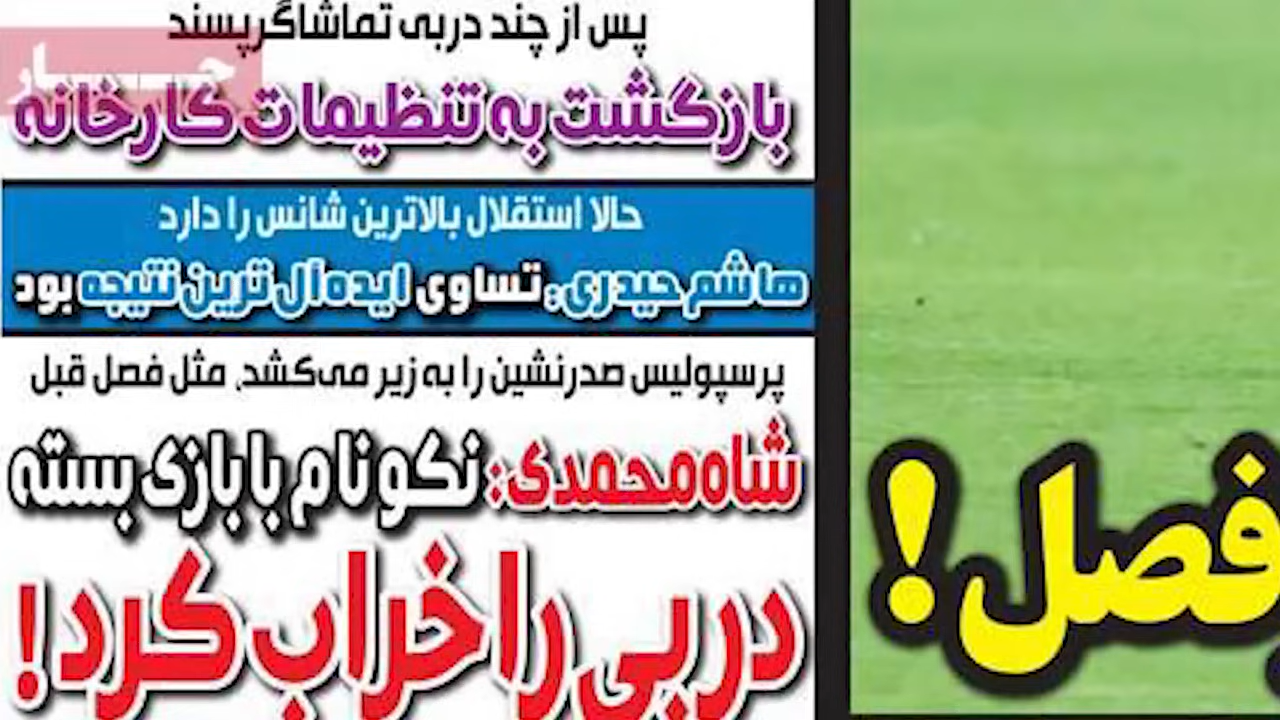 پس از چند دربی تماشاگرپسند
بازگشت به تنظیمات کارخانه
حالا استقلال بالاترین شانس را دارد
هاشم حیدری: تساوی ایده‌آل ترین نتیجه بود
پرسپولیس صدرنشین را به زیر می‌کشد، مثل فصل قبل
شاه‌محمدی: نکونام با بازی بسته
دربی را خراب کرد!
فصل!